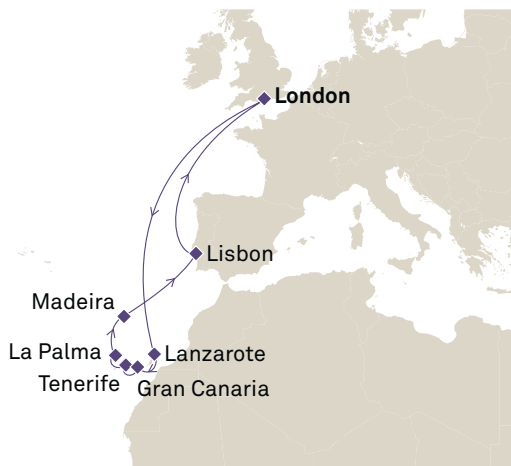 London
Lisbon
Madeira
La Palma
Lanzarote
Tenerife
Gran Canaria